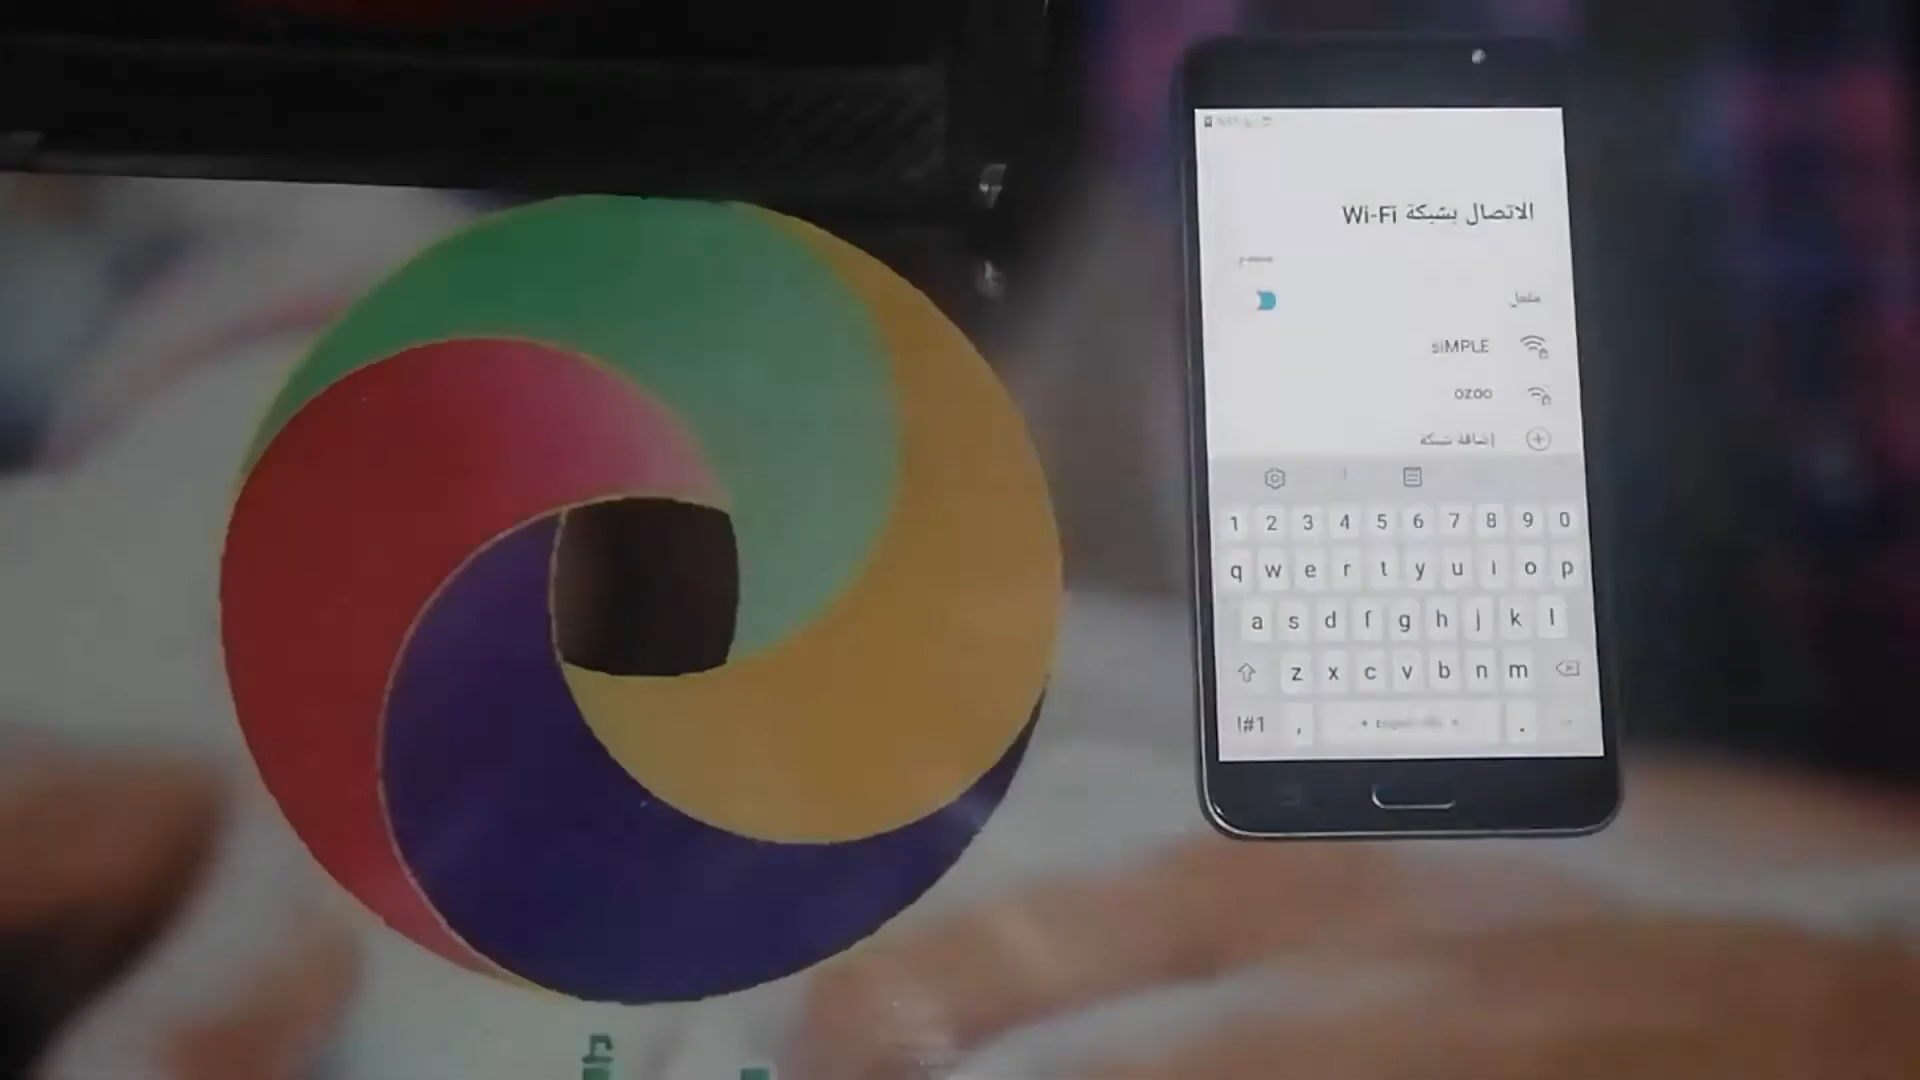 الاتصال بشبكة Wi-Fi
مشغل
siMPLE
ozoo
إضافة شبكة
1 2 3 4 5 6 7 8 9 0
q w e r t y u i o p
a s d f g h j k l
z x c v b n m
!#1 , .